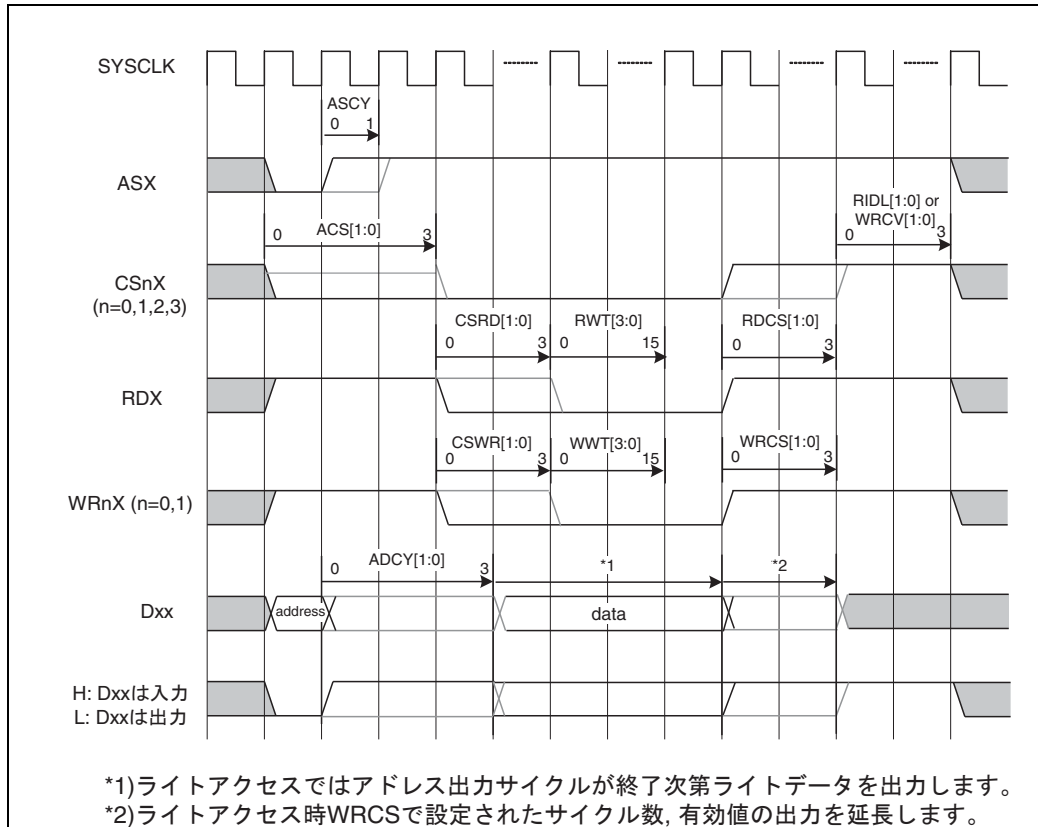 SYSCLK
ASCY
0 1
ASX
RIDL[1:0] or
WRCV[1:0]
0 3
ACS[1:0]
0 3
CSnX
(n=0,1,2,3)
CSRD[1:0] RWT[3:0] RDCS[1:0]
0 3 0 15 0 3
RDX
CSWR[1:0] WWT[3:0] WRCS[1:0]
0 3 0 15 0 3
WRnX (n=0,1)
0 ADCY[1:0] 3 *1 *2
Dxx address data
H: Dxxは入力
L: Dxxは出力
*1)ライトアクセスではアドレス出力サイクルが終了次第ライトデータを出力します。
*2)ライトアクセス時WRCSで設定されたサイクル数, 有効値の出力を延長します。